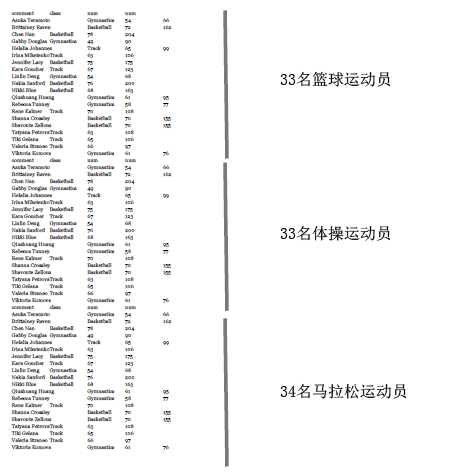 comment class num num
Asuka Teramoto Gymnastics 54 66
Brittainey Raven Basketball 72 162
Chen Nan Basketball 78 204
Gabby Douglas Gymnastics 49 90
Helalia Johannes Track 65 99
Irina MiketenkoTrack 63 106
Jennifer Lacy Basketball 75 175
Kara Goucher Track 67 123
Linlin Deng Gymnastics 54 68
Nakia Sanford Basketball 76 200
Nikki Blue Basketball 68 163
Qiushuang Huang Gymnastics 61 95
Rebecca Tunney Gymnastics 58 77
Rene Kalmer Track 70 108
Shanna Crossley Basketball 70 155
Shavonte Zellous Basketball 70 155
Tatyana PetrovaTrack 63 108
Tiki Gelana Track 65 106
Valeria Straneo Track 66 97
Viktoria Komova Gymnastics 61 76
comment class num num
Asuka Teramoto Gymnastics 54 66
Brittainey Raven Basketball 72 162
Chen Nan Basketball 78 204
Gabby Douglas Gymnastics 49 90
Helalia Johannes Track 65 99
Irina MiketenkoTrack 63 106
Jennifer Lacy Basketball 75 175
Kara Goucher Track 67 123
Linlin Deng Gymnastics 54 68
Nakia Sanford Basketball 76 200
Nikki Blue Basketball 68 163
Qiushuang Huang Gymnastics 61 95
Rebecca Tunney Gymnastics 58 77
Rene Kalmer Track 70 108
Shanna Crossley Basketball 70 155
Shavonte Zellous Basketball 70 155
Tatyana PetrovaTrack 63 108
Tiki Gelana Track 65 106
Valeria Straneo Track 66 97
Viktoria Komova Gymnastics 61 76
comment class num num
Asuka Teramoto Gymnastics 54 66
Brittainey Raven Basketball 72 162
Chen Nan Basketball 78 204
Gabby Douglas Gymnastics 49 90
Helalia Johannes Track 65 99
Irina MiketenkoTrack 63 106
Jennifer Lacy Basketball 75 175
Kara Goucher Track 67 123
Linlin Deng Gymnastics 54 68
Nakia Sanford Basketball 76 200
Nikki Blue Basketball 68 163
Qiushuang Huang Gymnastics 61 95
Rebecca Tunney Gymnastics 58 77
Rene Kalmer Track 70 108
Shanna Crossley Basketball 70 155
Shavonte Zellous Basketball 70 155
Tatyana PetrovaTrack 63 108
Tiki Gelana Track 65 106
Valeria Straneo Track 66 97
Viktoria Komova Gymnastics 61 76
33名篮球运动员
33名体操运动员
34名马拉松运动员